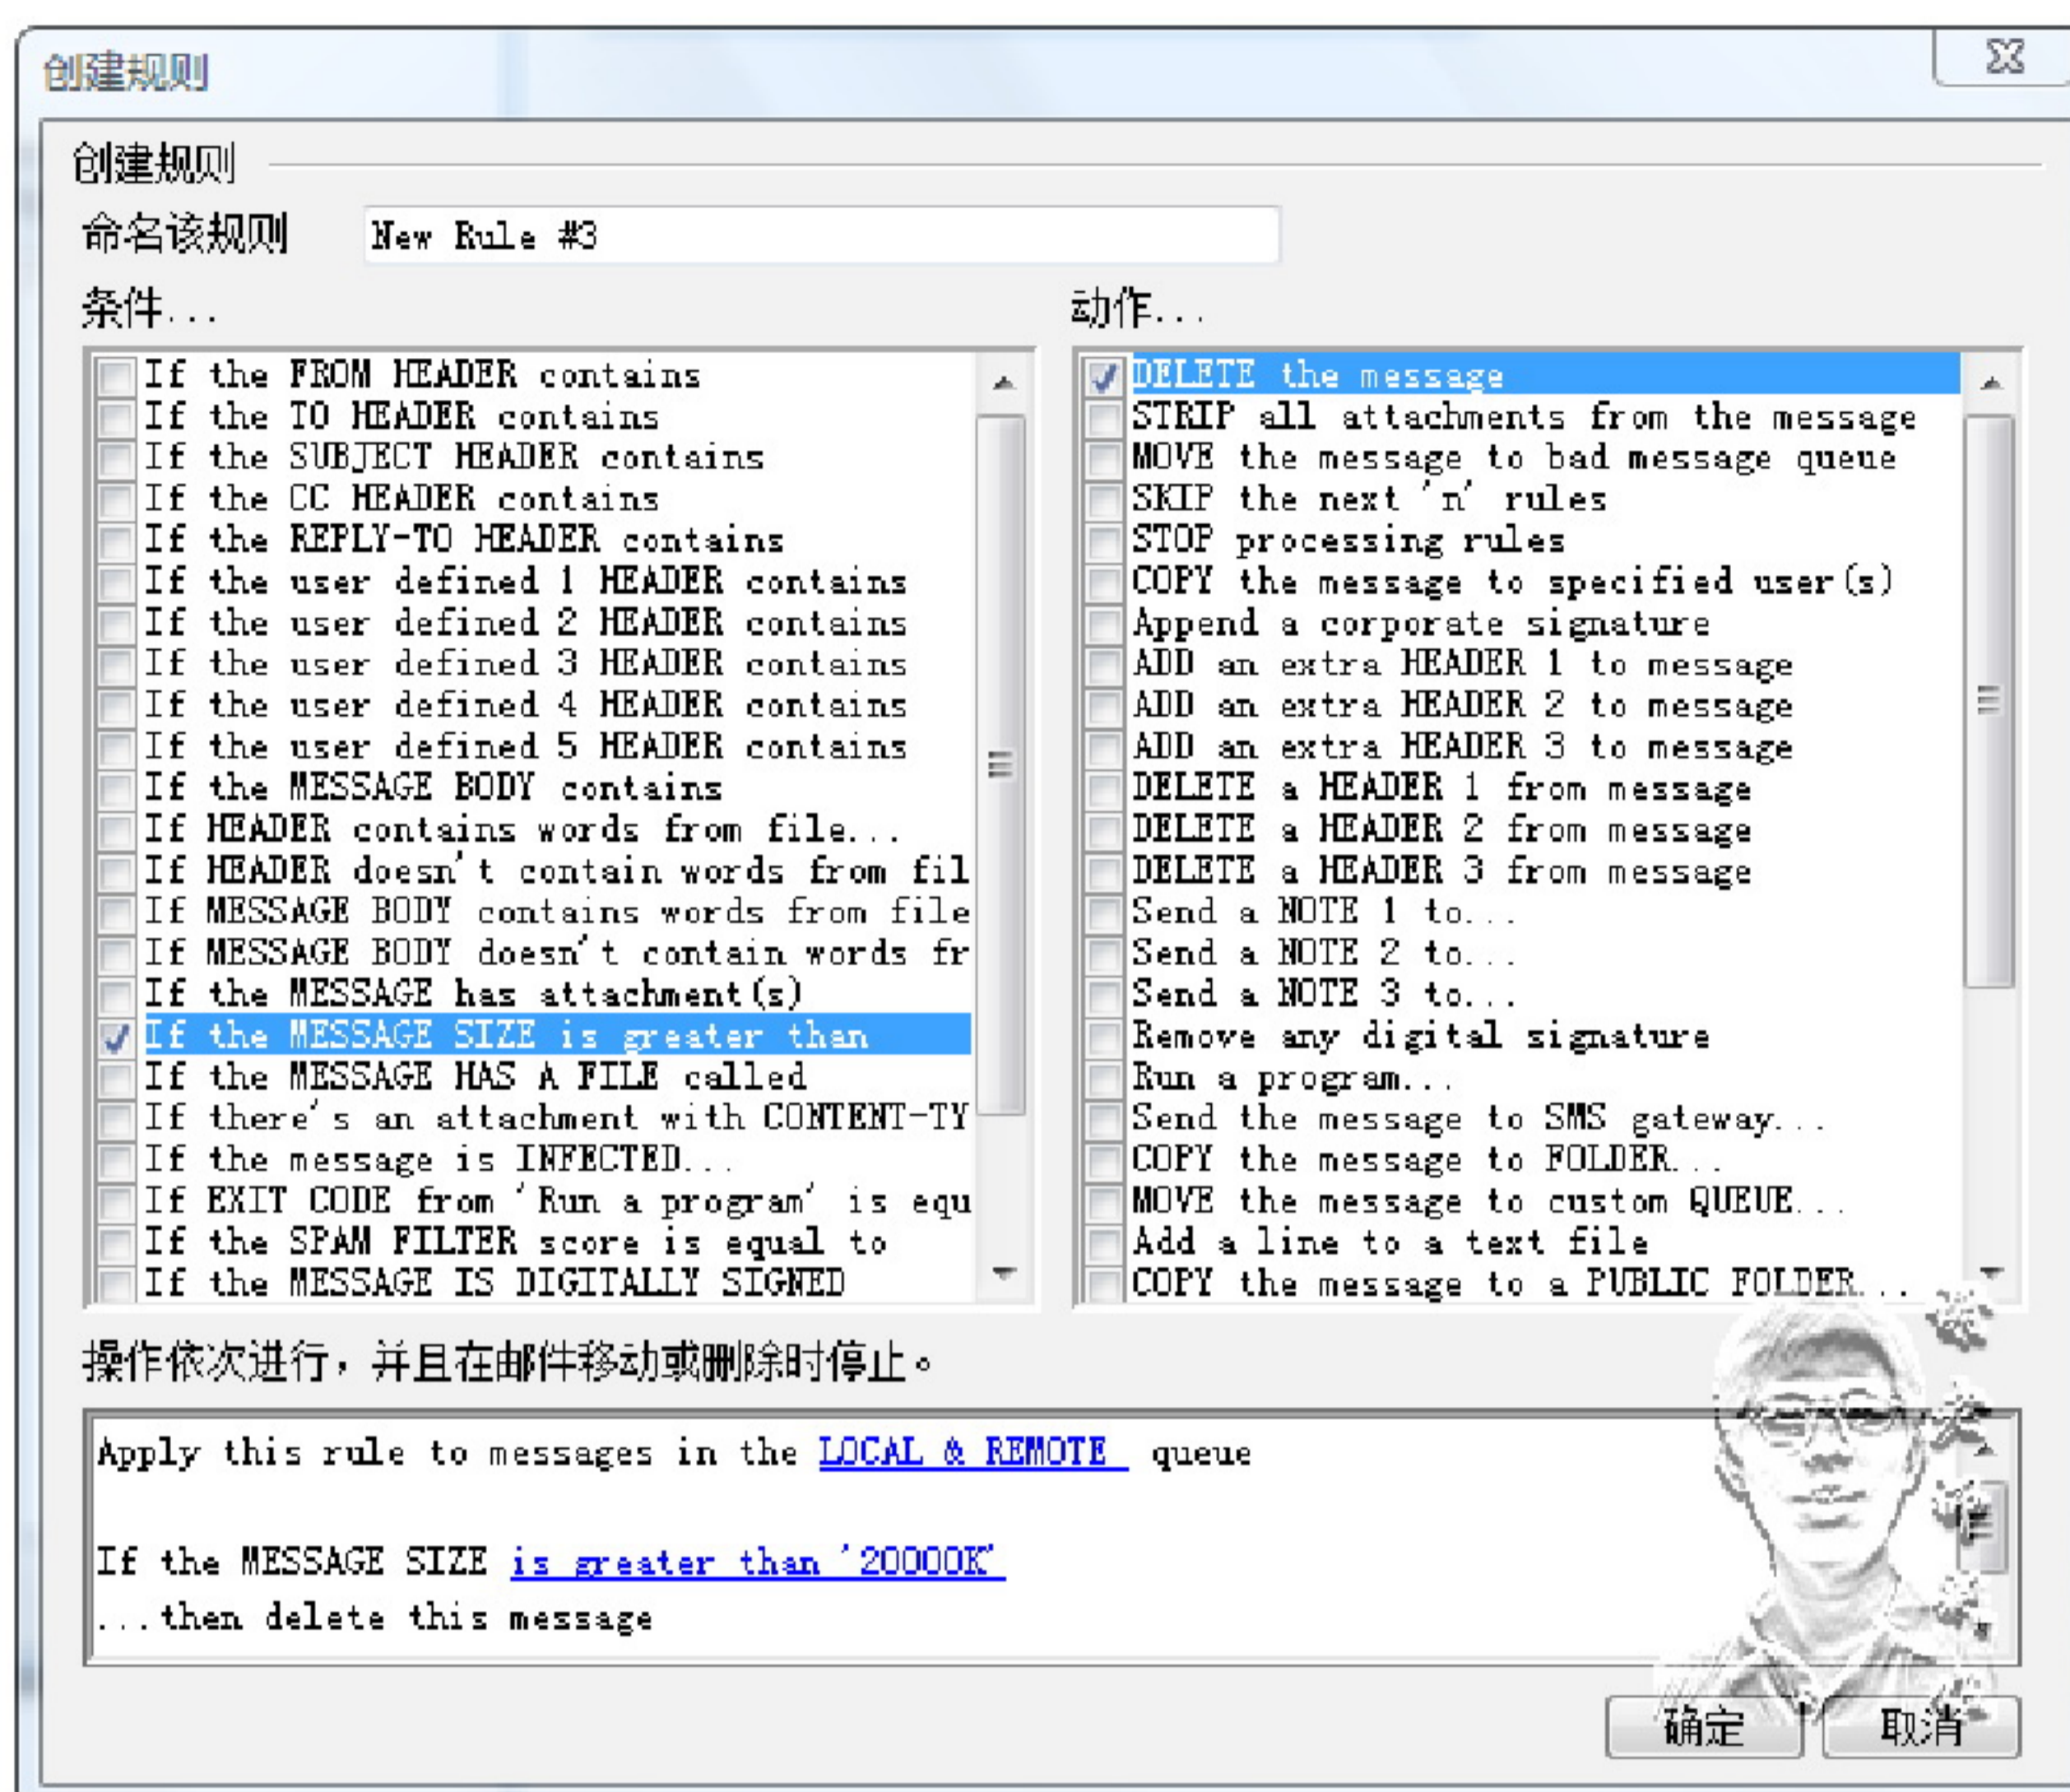 创建规则
创建规则
命名该规则 New Rule #3
条件...
If the FROM HEADER contains
If the TO HEADER contains
If the SUBJECT HEADER contains
If the CC HEADER contains
If the REPLY-TO HEADER contains
If the user defined 1 HEADER contains
If the user defined 2 HEADER contains
If the user defined 3 HEADER contains
If the user defined 4 HEADER contains
If the user defined 5 HEADER contains
If the MESSAGE BODY contains
If HEADER contains words from file...
If HEADER doesn't contain words from fil
If MESSAGE BODY contains words from file
If MESSAGE BODY doesn't contain words fr
If the MESSAGE has attachment(s)
If the MESSAGE SIZE is greater than
If the MESSAGE HAS A FILE called
If there's an attachment with CONTENT-TY
If the message is INFECTED...
If EXIT CODE from 'Run a program' is equ
If the SPAM FILTER score is equal to
If the MESSAGE IS DIGITALLY SIGNED
动作...
DELETE the message
STRIP all attachments from the message
MOVE the message to bad message queue
SKIP the next 'n' rules
STOP processing rules
COPY the message to specified user(s)
Append a corporate signature
ADD an extra HEADER 1 to message
ADD an extra HEADER 2 to message
ADD an extra HEADER 3 to message
DELETE a HEADER 1 from message
DELETE a HEADER 2 from message
DELETE a HEADER 3 from message
Send a NOTE 1 to...
Send a NOTE 2 to...
Send a NOTE 3 to...
Remove any digital signature
Run a program...
Send the message to SMS gateway...
COPY the message to FOLDER...
MOVE the message to custom QUEUE...
Add a line to a text file
COPY the message to a PUBLIC FOLDER...
操作依次进行，并且在邮件移动或删除时停止。
Apply this rule to messages in the LOCAL & REMOTE queue
If the MESSAGE SIZE is greater than '20000K'
...then delete this message
确定 取消